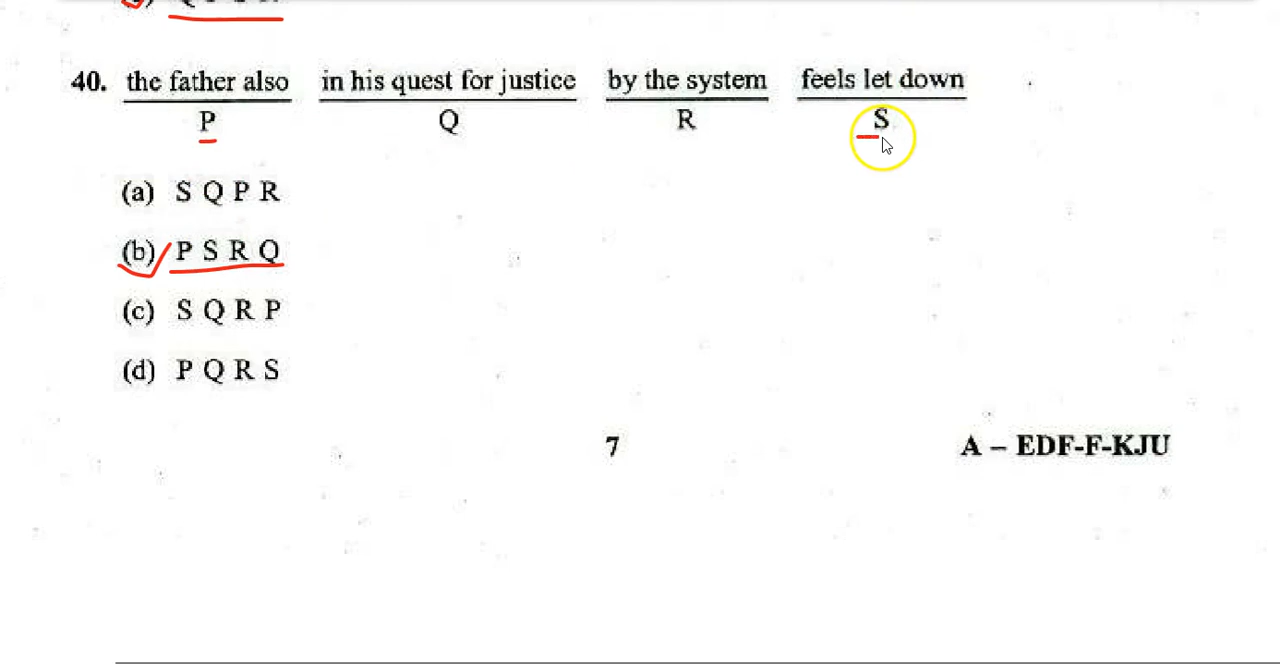 40. the father also in his quest for justice by the system feels let down
P Q R S
(a) S Q P R
(b) P S R Q
(c) S Q R P
(d) P Q R S
7 A – EDF-F-KJU